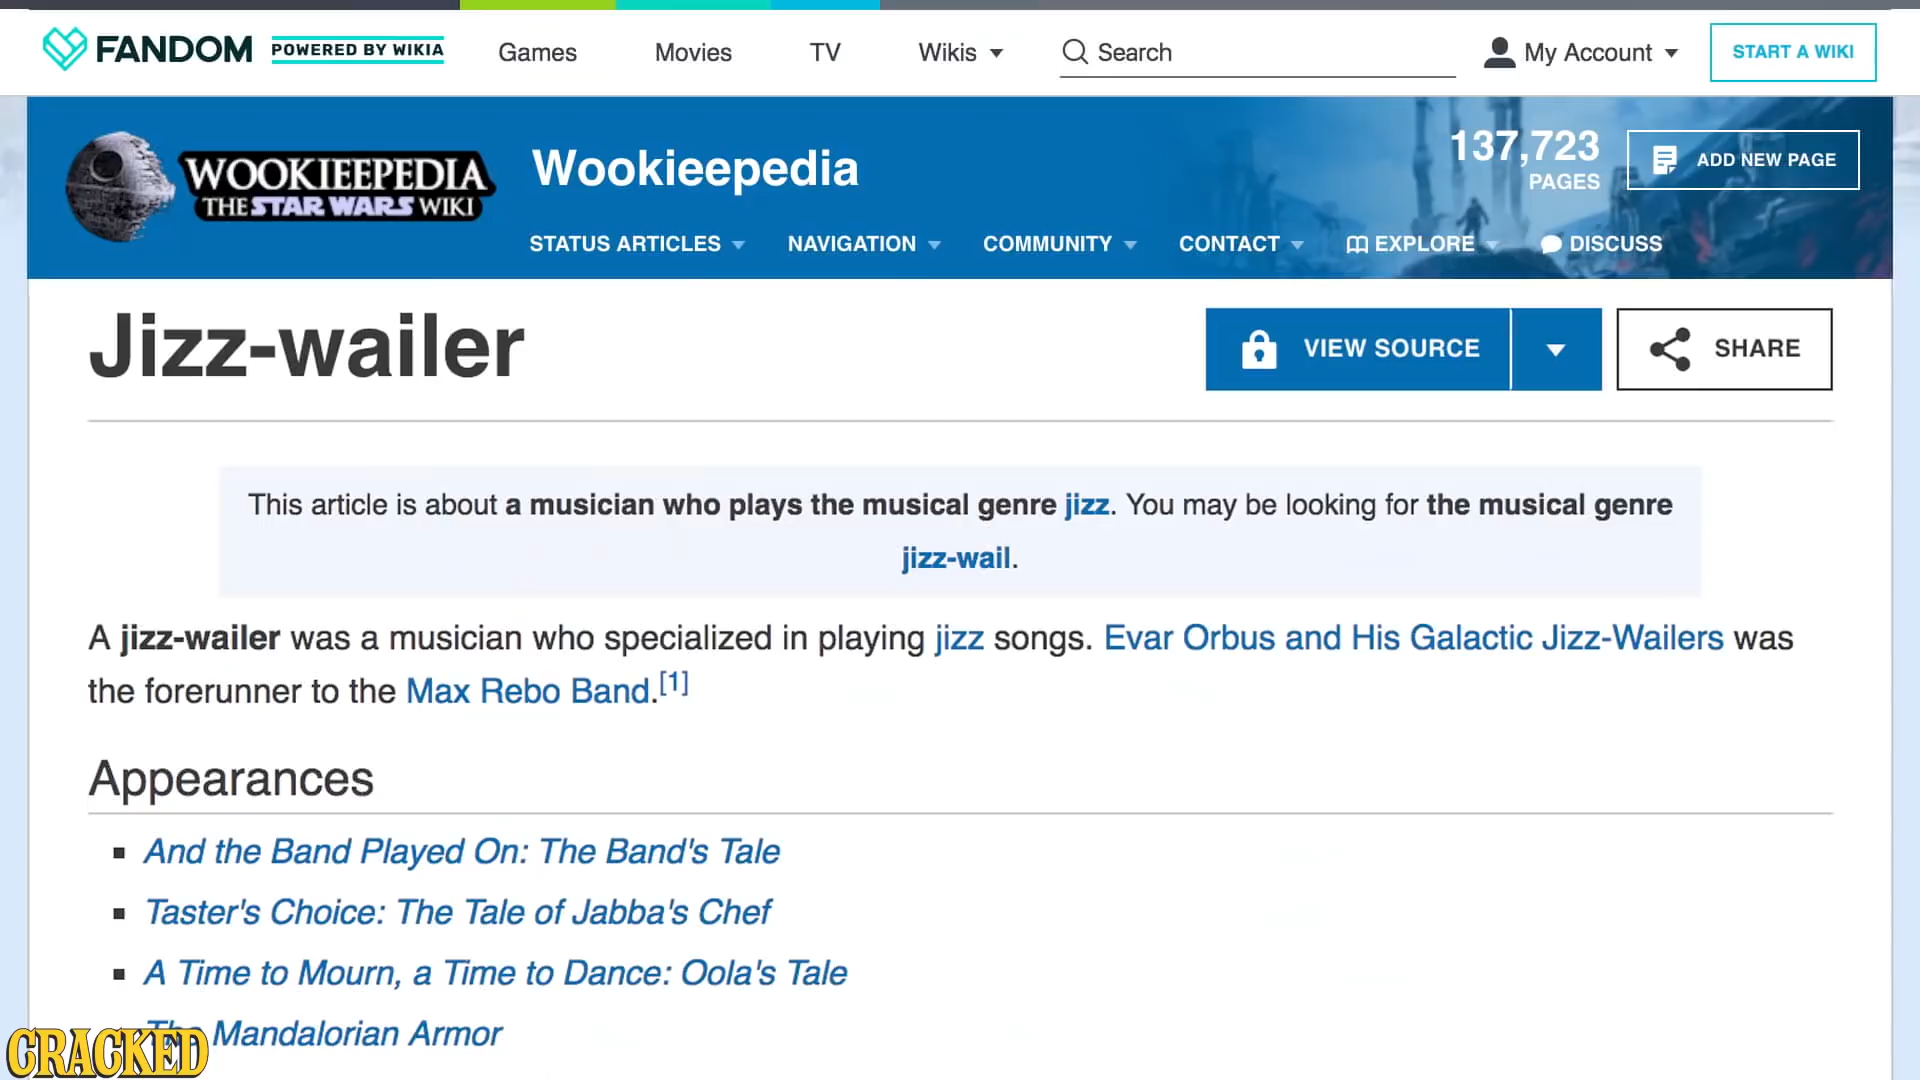 FANDOM POWERED BY WIKIA Games Movies TV Wikis Search My Account START A WIKI
WOOKIEEPEDIA
THE STAR WARS WIKI
Wookieepedia
137,723
PAGES
ADD NEW PAGE
STATUS ARTICLES NAVIGATION COMMUNITY CONTACT EXPLORE DISCUSS
Jizz-wailer
VIEW SOURCE SHARE
This article is about a musician who plays the musical genre jizz. You may be looking for the musical genre
jizz-wail.
A jizz-wailer was a musician who specialized in playing jizz songs. Evar Orbus and His Galactic Jizz-Wailers was
the forerunner to the Max Rebo Band.[1]
Appearances
And the Band Played On: The Band's Tale
Taster's Choice: The Tale of Jabba's Chef
A Time to Mourn, a Time to Dance: Oola's Tale
The Mandalorian Armor
CRACKED